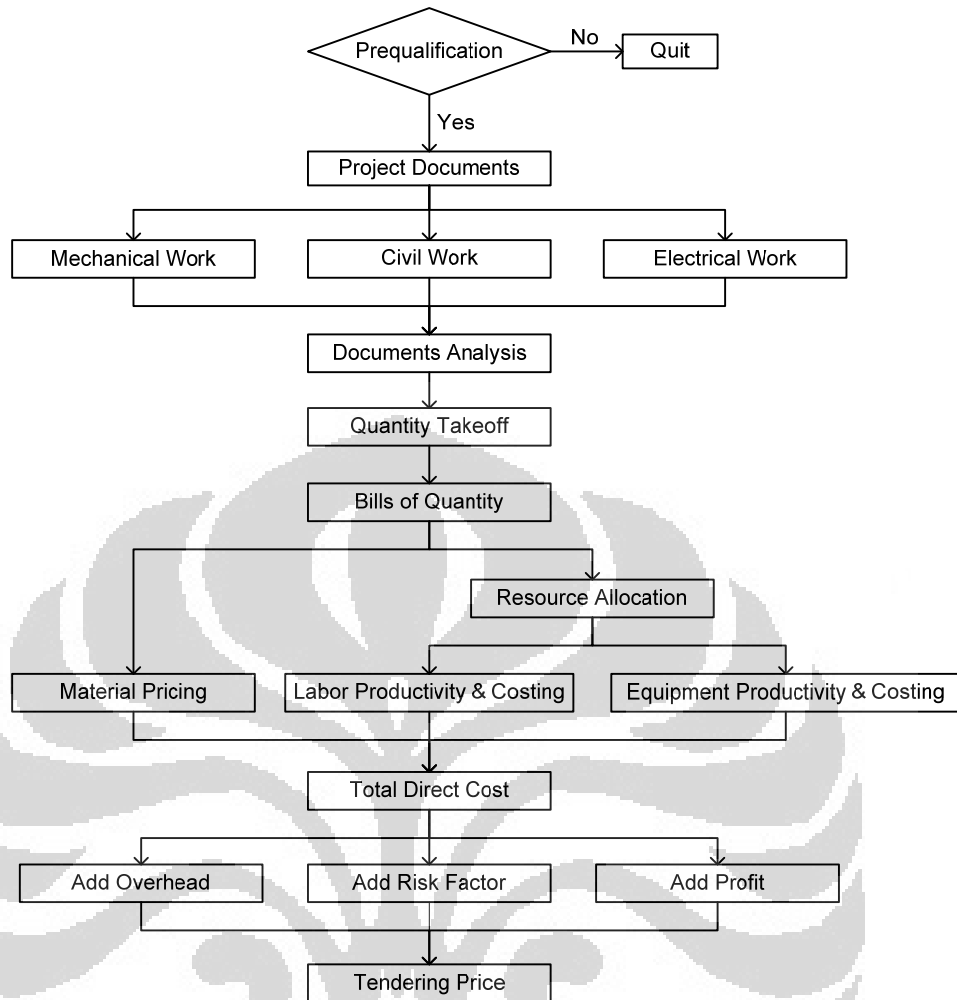 Prequalification
No
Quit
Yes
Project Documents
Mechanical Work
Civil Work
Electrical Work
Documents Analysis
Quantity Takeoff
Bills of Quantity
Resource Allocation
Material Pricing
Labor Productivity & Costing
Equipment Productivity & Costing
Total Direct Cost
Add Overhead
Add Risk Factor
Add Profit
Tendering Price